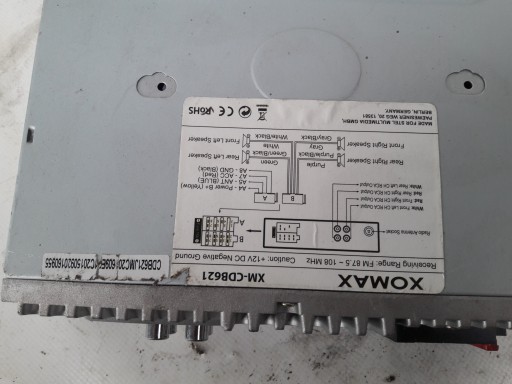 XOMAX
XM-CDB621
Receiving Range: FM 87.5 - 108 MHz
Caution: +12V DC Negative Ground
Radio Antenna Socket
White: Front Left CH RCA Output
Red: Front Right CH RCA Output
Red: Rear Right CH RCA Output
White: Rear Left CH RCA Output
B
A
A4 - Power B+ (Yellow)
A5 - ANT (BLUE)
A7 - ACC (Red)
A8 - GND (Black)
B
A
Rear Right Speaker
Purple
Purple/Black
Front Right Speaker
Gray
Gray/Black
Green
Green/Black
Rear Left Speaker
White
White/Black
Front Left Speaker
MADE FOR STEL MULTIMEDIA GMBH,
BERLIN, GERMANY.
CE RoHS